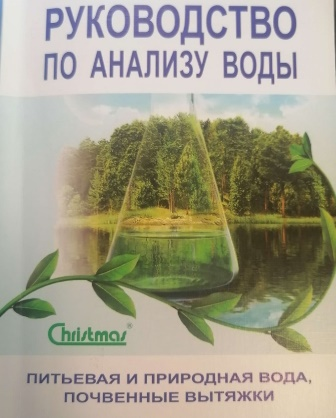 РУКОВОДСТВО
ПО АНАЛИЗУ ВОДЫ
Christmas®
ПИТЬЕВАЯ И ПРИРОДНАЯ ВОДА,
ПОЧВЕННЫЕ ВЫТЯЖКИ